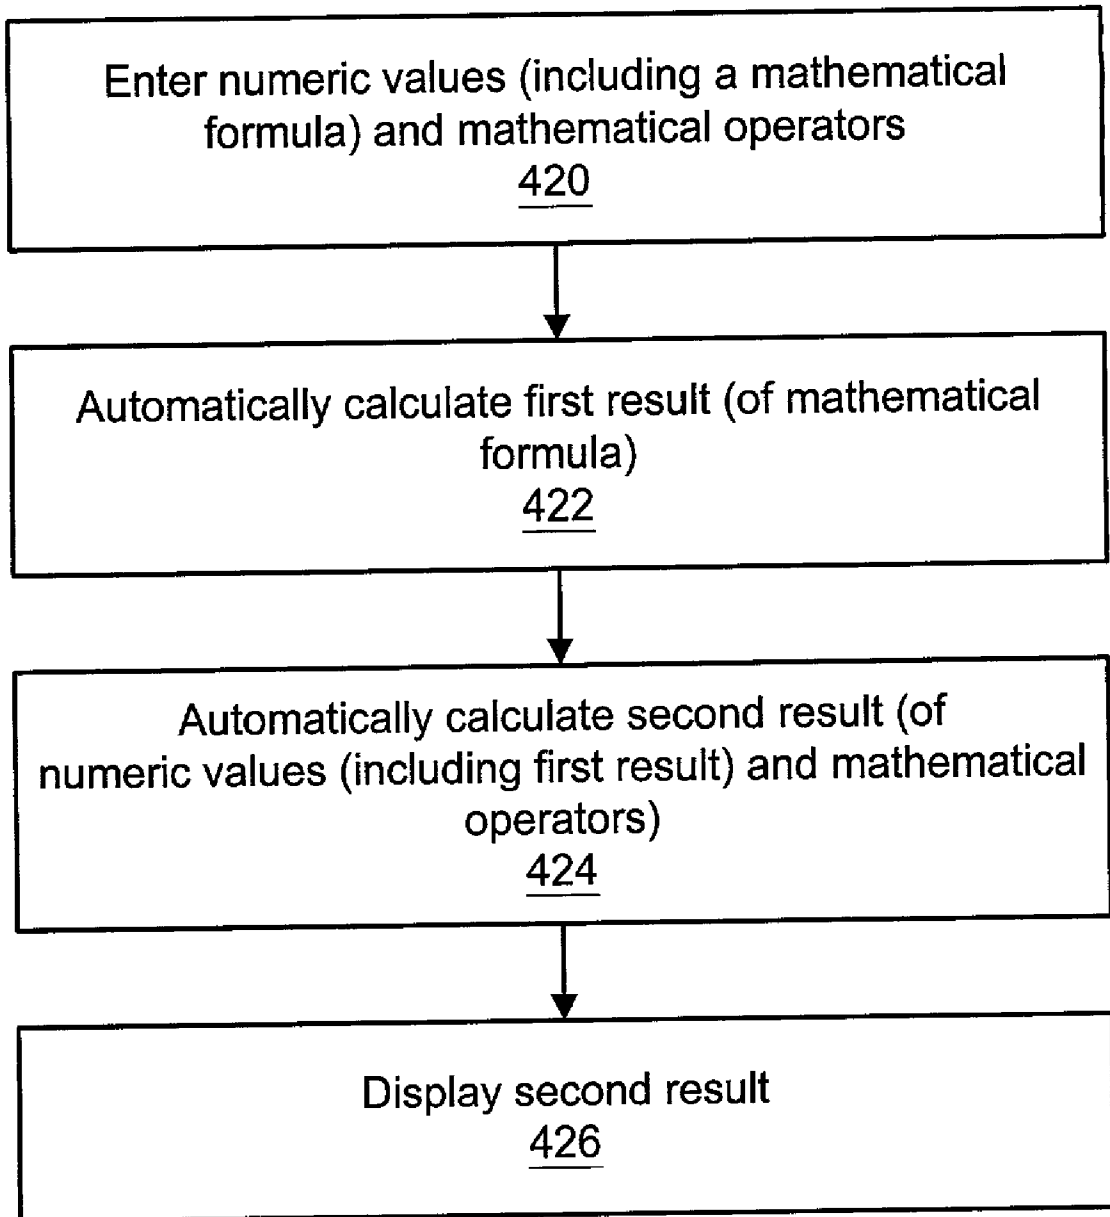 Enter numeric values (including a mathematical
formula) and mathematical operators
420
Automatically calculate first result (of mathematical
formula)
422
Automatically calculate second result (of
numeric values (including first result) and mathematical
operators)
424
Display second result
426